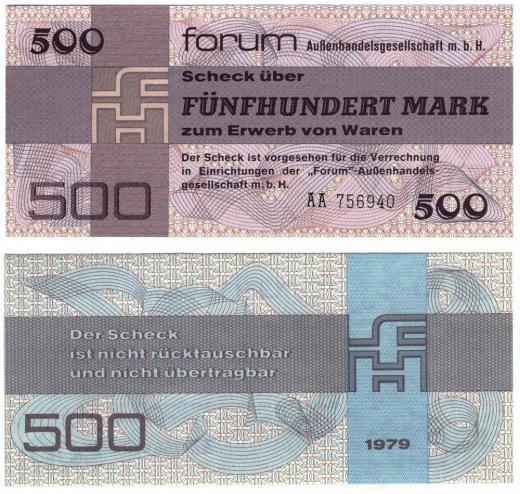 500 forum Außenhandelsgesellschaft m. b. H.
Scheck über
FÜNFHUNDERT MARK
zum Erwerb von Waren
Der Scheck ist vorgesehen für die Verrechnung
in Einrichtungen der „Forum"-Außenhandels-
gesellschaft m. b. H.
500 AA 756940 500
Der Scheck
ist nicht rücktauschbar
und nicht übertragbar
500 1979